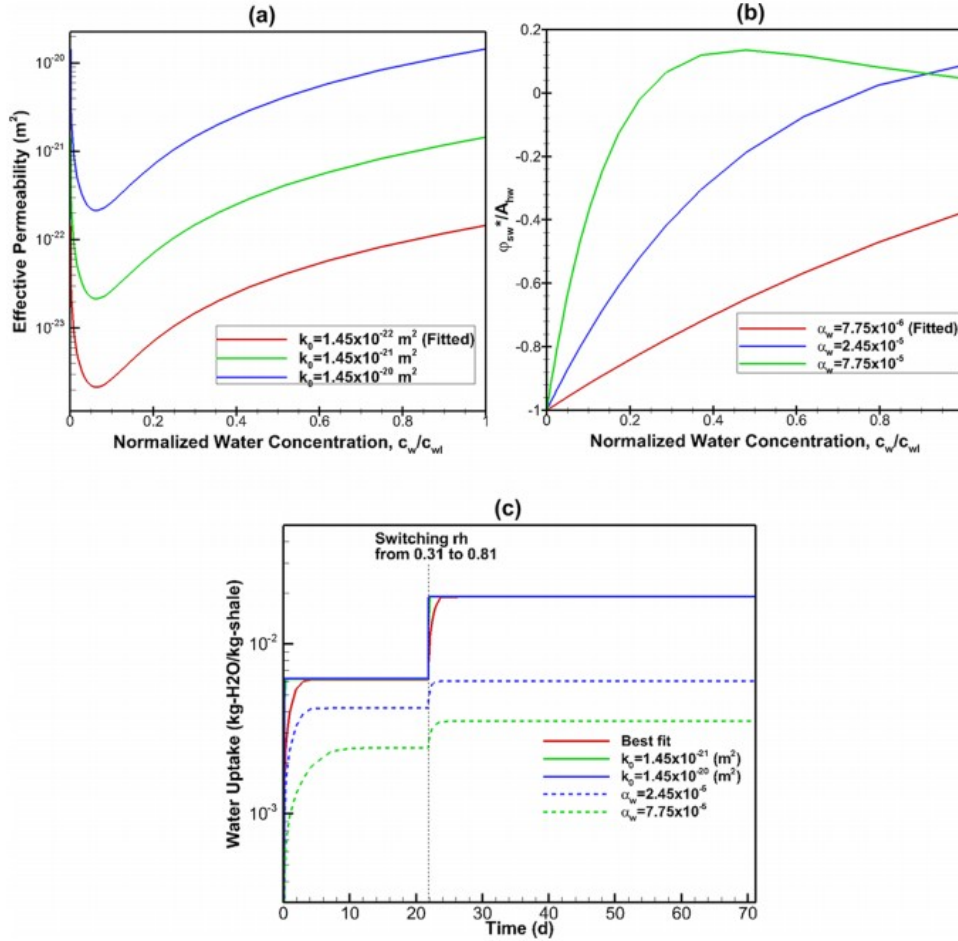 (a)
Effective Permeability (m²)
10⁻²⁰
10⁻²¹
10⁻²²
10⁻²³
k₀=1.45x10⁻²² m² (Fitted)
k₀=1.45x10⁻²¹ m²
k₀=1.45x10⁻²⁰ m²
0 0.2 0.4 0.6 0.8 1
Normalized Water Concentration, c_w/c_wl
(b)
φ_sw*/A_hw
0.2
0
-0.2
-0.4
-0.6
-0.8
-1
α_w=7.75x10⁻⁶ (Fitted)
α_w=2.45x10⁻⁵
α_w=7.75x10⁻⁵
0 0.2 0.4 0.6 0.8
Normalized Water Concentration, c_w/c_wl
(c)
Switching rh
from 0.31 to 0.81
Water Uptake (kg-H2O/kg-shale)
10⁻²
10⁻³
Best fit
k₀=1.45x10⁻²¹ (m²)
k₀=1.45x10⁻²⁰ (m²)
α_w=2.45x10⁻⁵
α_w=7.75x10⁻⁵
0 10 20 30 40 50 60 70
Time (d)